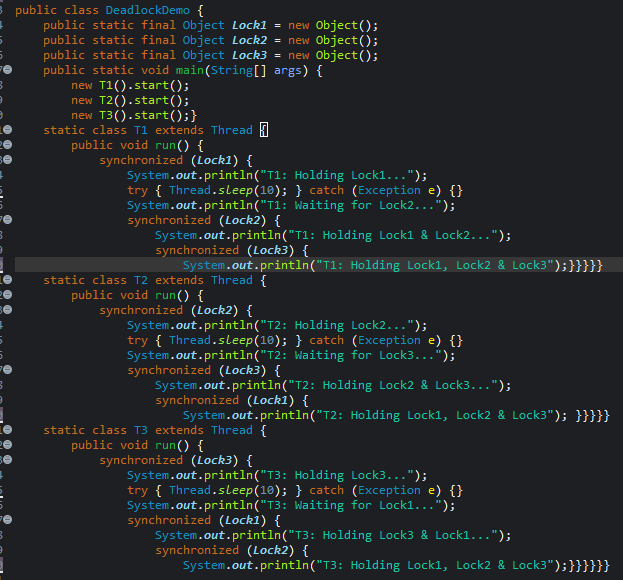 public class DeadlockDemo {
    public static final Object Lock1 = new Object();
    public static final Object Lock2 = new Object();
    public static final Object Lock3 = new Object();
    public static void main(String[] args) {
        new T1().start();
        new T2().start();
        new T3().start();}
    static class T1 extends Thread {
        public void run() {
            synchronized (Lock1) {
                System.out.println("T1: Holding Lock1...");
                try { Thread.sleep(10); } catch (Exception e) {}
                System.out.println("T1: Waiting for Lock2...");
                synchronized (Lock2) {
                    System.out.println("T1: Holding Lock1 & Lock2...");
                    synchronized (Lock3) {
                        System.out.println("T1: Holding Lock1, Lock2 & Lock3");}}}}}
    static class T2 extends Thread {
        public void run() {
            synchronized (Lock2) {
                System.out.println("T2: Holding Lock2...");
                try { Thread.sleep(10); } catch (Exception e) {}
                System.out.println("T2: Waiting for Lock3...");
                synchronized (Lock3) {
                    System.out.println("T2: Holding Lock2 & Lock3...");
                    synchronized (Lock1) {
                        System.out.println("T2: Holding Lock1, Lock2 & Lock3"); }}}}}
    static class T3 extends Thread {
        public void run() {
            synchronized (Lock3) {
                System.out.println("T3: Holding Lock3...");
                try { Thread.sleep(10); } catch (Exception e) {}
                System.out.println("T3: Waiting for Lock1...");
                synchronized (Lock1) {
                    System.out.println("T3: Holding Lock3 & Lock1...");
                    synchronized (Lock2) {
                        System.out.println("T3: Holding Lock1, Lock2 & Lock3");}}}}}}